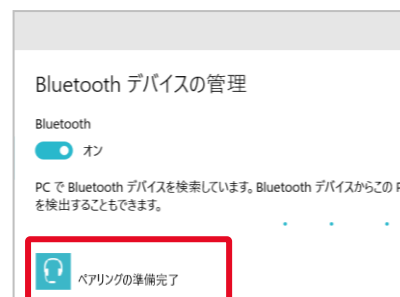 Bluetooth デバイスの管理
Bluetooth
オン
PC で Bluetooth デバイスを検索しています。Bluetooth デバイスからこの
を検出することもできます。
ペアリングの準備完了